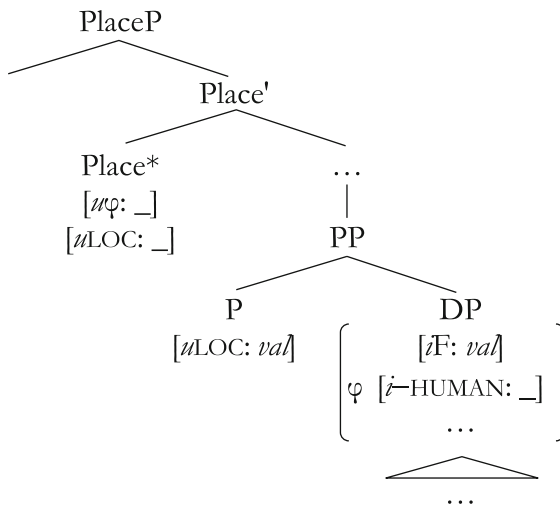 PlaceP
Place'
Place* ...
[uφ: _]
[uLOC: _]
PP
P DP
[uLOC: val] [iF: val]
φ [i–HUMAN: _]
...
...